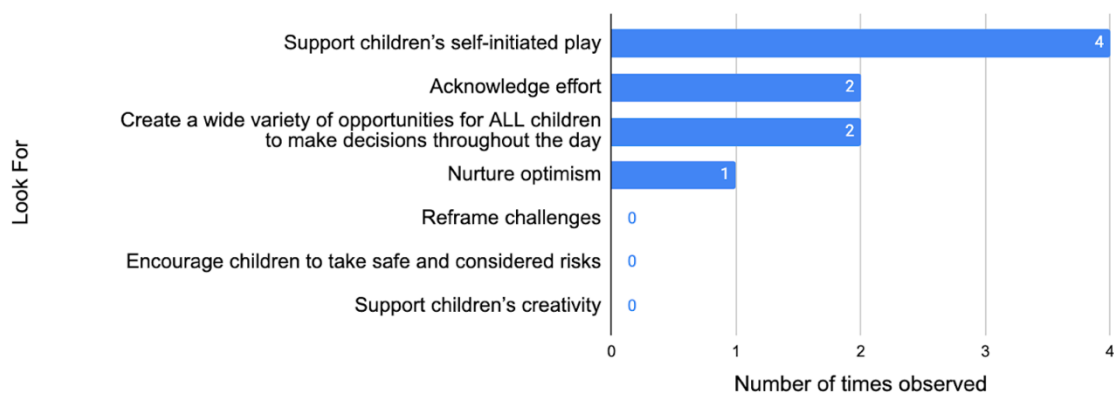 Look For
Support children's self-initiated play
4
Acknowledge effort
2
Create a wide variety of opportunities for ALL children
to make decisions throughout the day
2
Nurture optimism
1
Reframe challenges
0
Encourage children to take safe and considered risks
0
Support children's creativity
0
0 1 2 3 4
Number of times observed